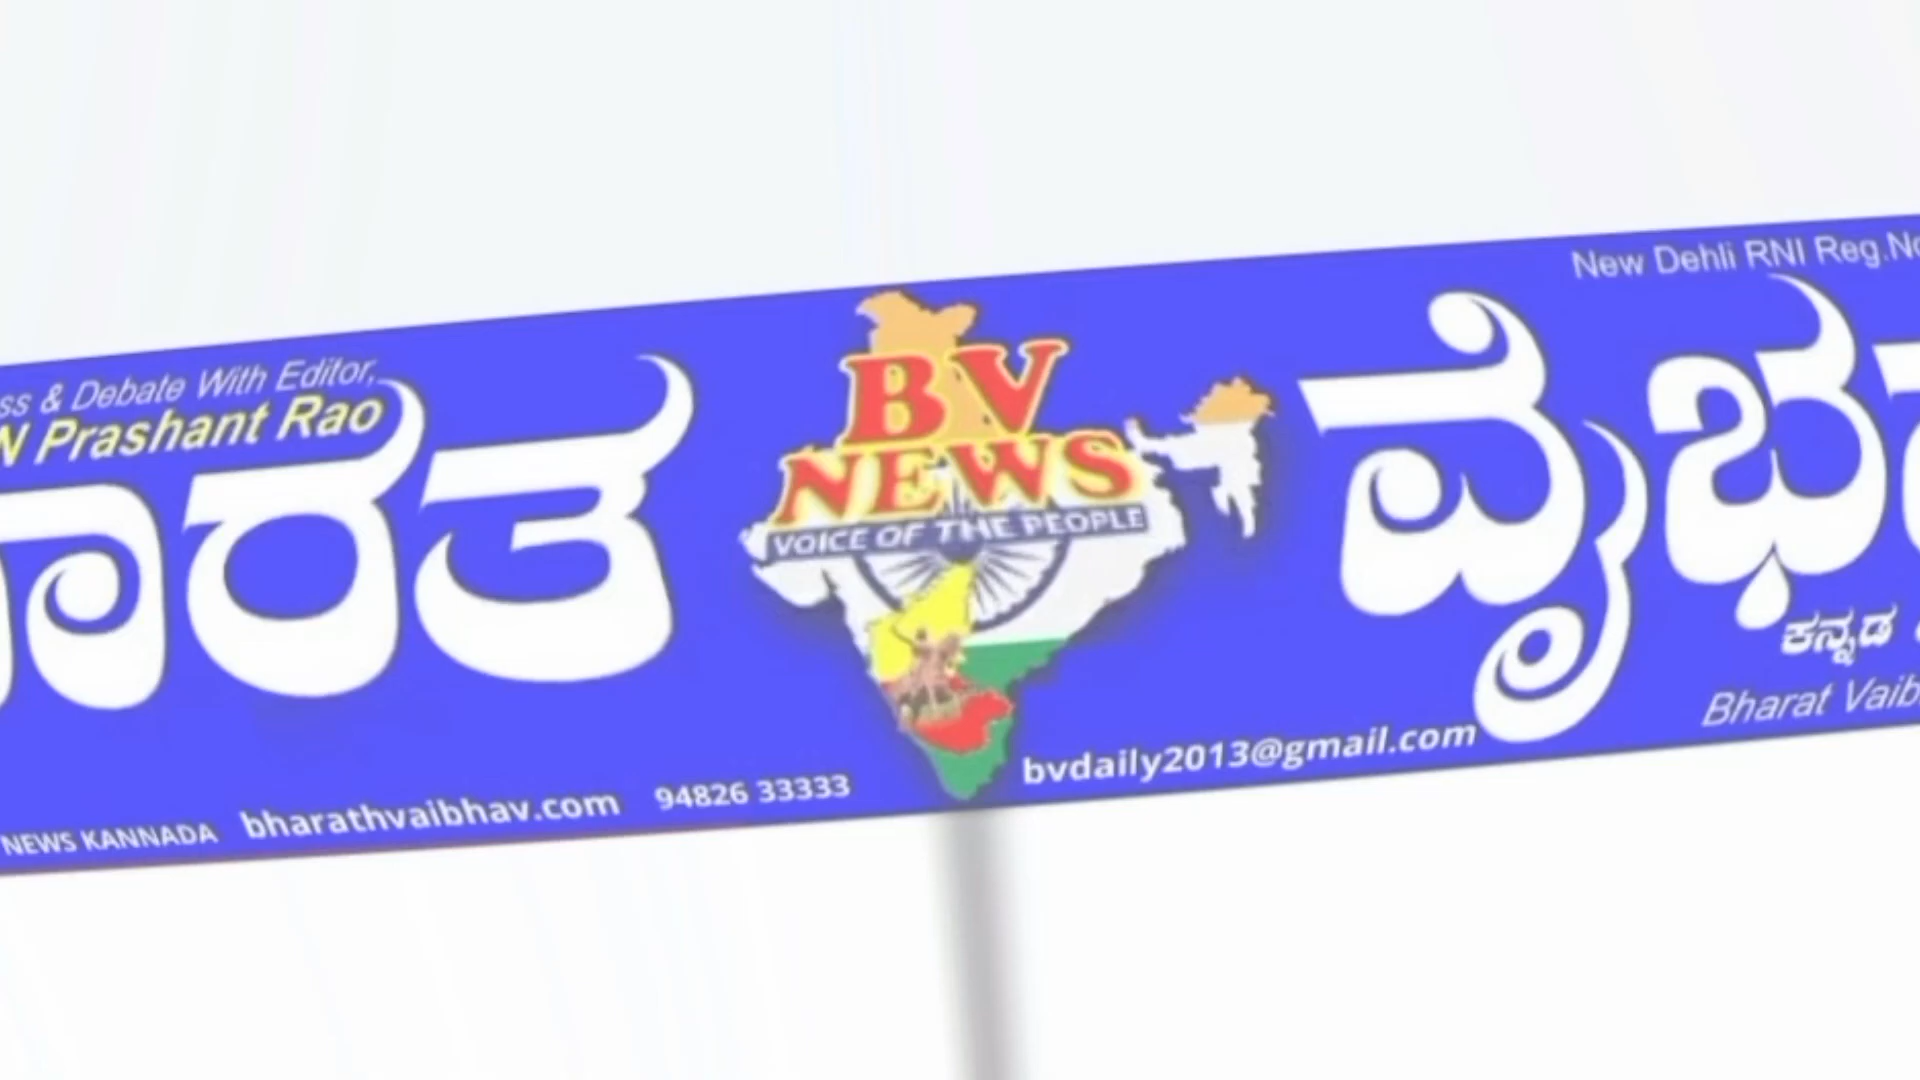 ss & Debate With Editor,
N Prashant Rao
ಾರತ
BV
NEWS
VOICE OF THE PEOPLE
New Dehli RNI Reg.No
ವೈಭ
ಕನ್ನಡ
Bharat Vaib
NEWS KANNADA bharathvaibhav.com 94826 33333 bvdaily2013@gmail.com